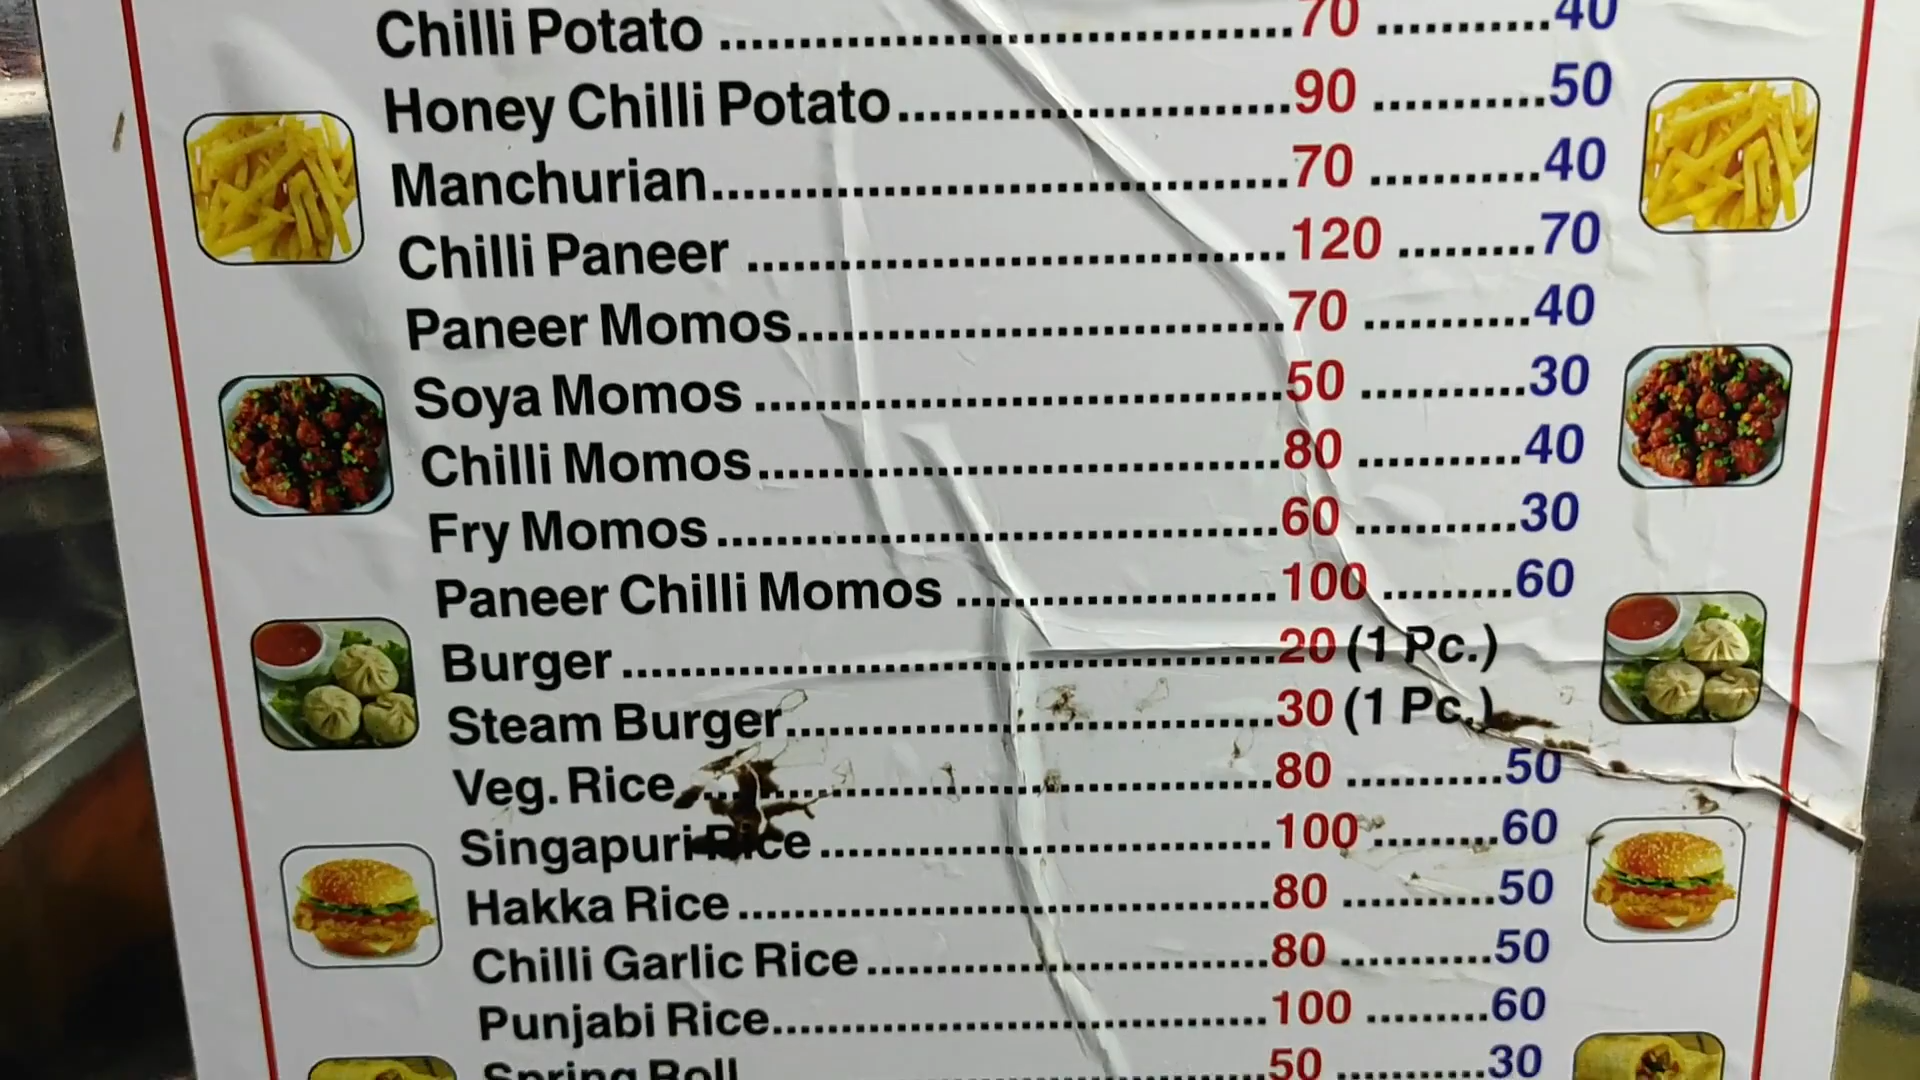 Chilli Potato ........................................70 ...........40
Honey Chilli Potato............................90 ...........50
Manchurian.........................................70 ...........40
Chilli Paneer ......................................120 .........70
Paneer Momos....................................70 ...........40
Soya Momos ......................................50 ...........30
Chilli Momos.......................................80 ...........40
Fry Momos..........................................60 ...........30
Paneer Chilli Momos .........................100 .........60
Burger..................................................20 (1 Pc.)
Steam Burger......................................30 (1 Pc.)
Veg. Rice..............................................80 ...........50
Singapuri Rice ...................................100 ........60
Hakka Rice .........................................80 ...........50
Chilli Garlic Rice ................................80 ...........50
Punjabi Rice.......................................100 .........60
Spring Roll ..........................................50 ...........30